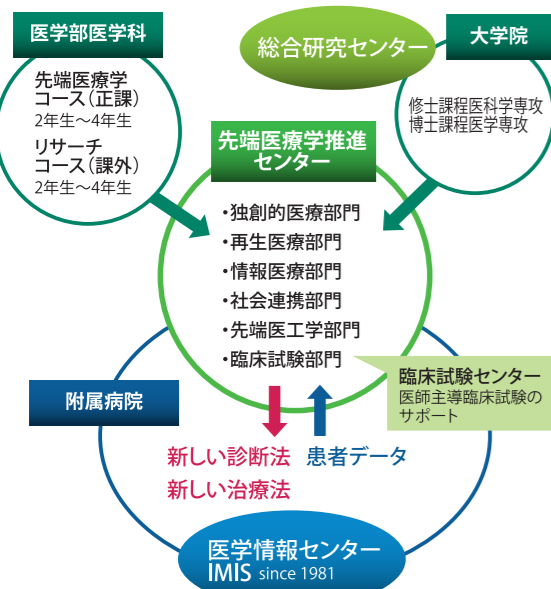 医学部医学科
先端医療学
コース（正課）
2年生～4年生
リサーチ
コース（課外）
2年生～4年生
総合研究センター
大学院
修士課程医科学専攻
博士課程医学専攻
先端医療学推進
センター
・独創的医療部門
・再生医療部門
・情報医療部門
・社会連携部門
・先端医工学部門
・臨床試験部門
臨床試験センター
医師主導臨床試験の
サポート
附属病院
新しい診断法
新しい治療法
患者データ
医学情報センター
IMIS since 1981